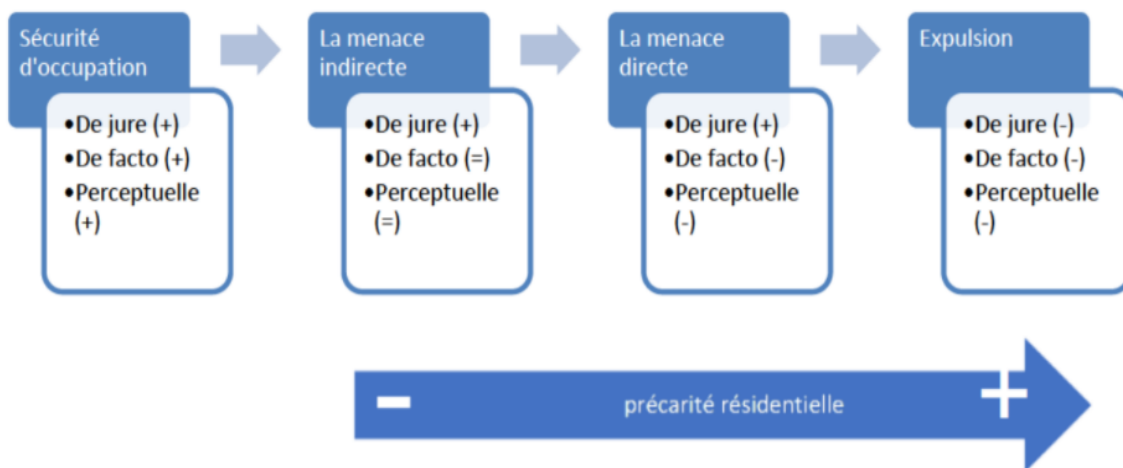 Sécurité
d'occupation
•De jure (+)
•De facto (+)
•Perceptuelle
(+)
La menace
indirecte
•De jure (+)
•De facto (=)
•Perceptuelle
(=)
La menace
directe
•De jure (+)
•De facto (-)
•Perceptuelle
(-)
Expulsion
•De jure (-)
•De facto (-)
•Perceptuelle
(-)
− précarité résidentielle +